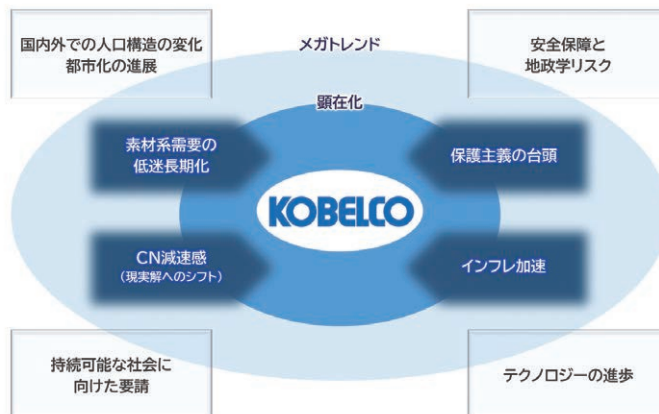 国内外での人口構造の変化
都市化の進展
メガトレンド
安全保障と
地政学リスク
顕在化
素材系需要の
低迷長期化
保護主義の台頭
KOBELCO
CN減速感
(現実解へのシフト)
インフレ加速
持続可能な社会に
向けた要請
テクノロジーの進歩